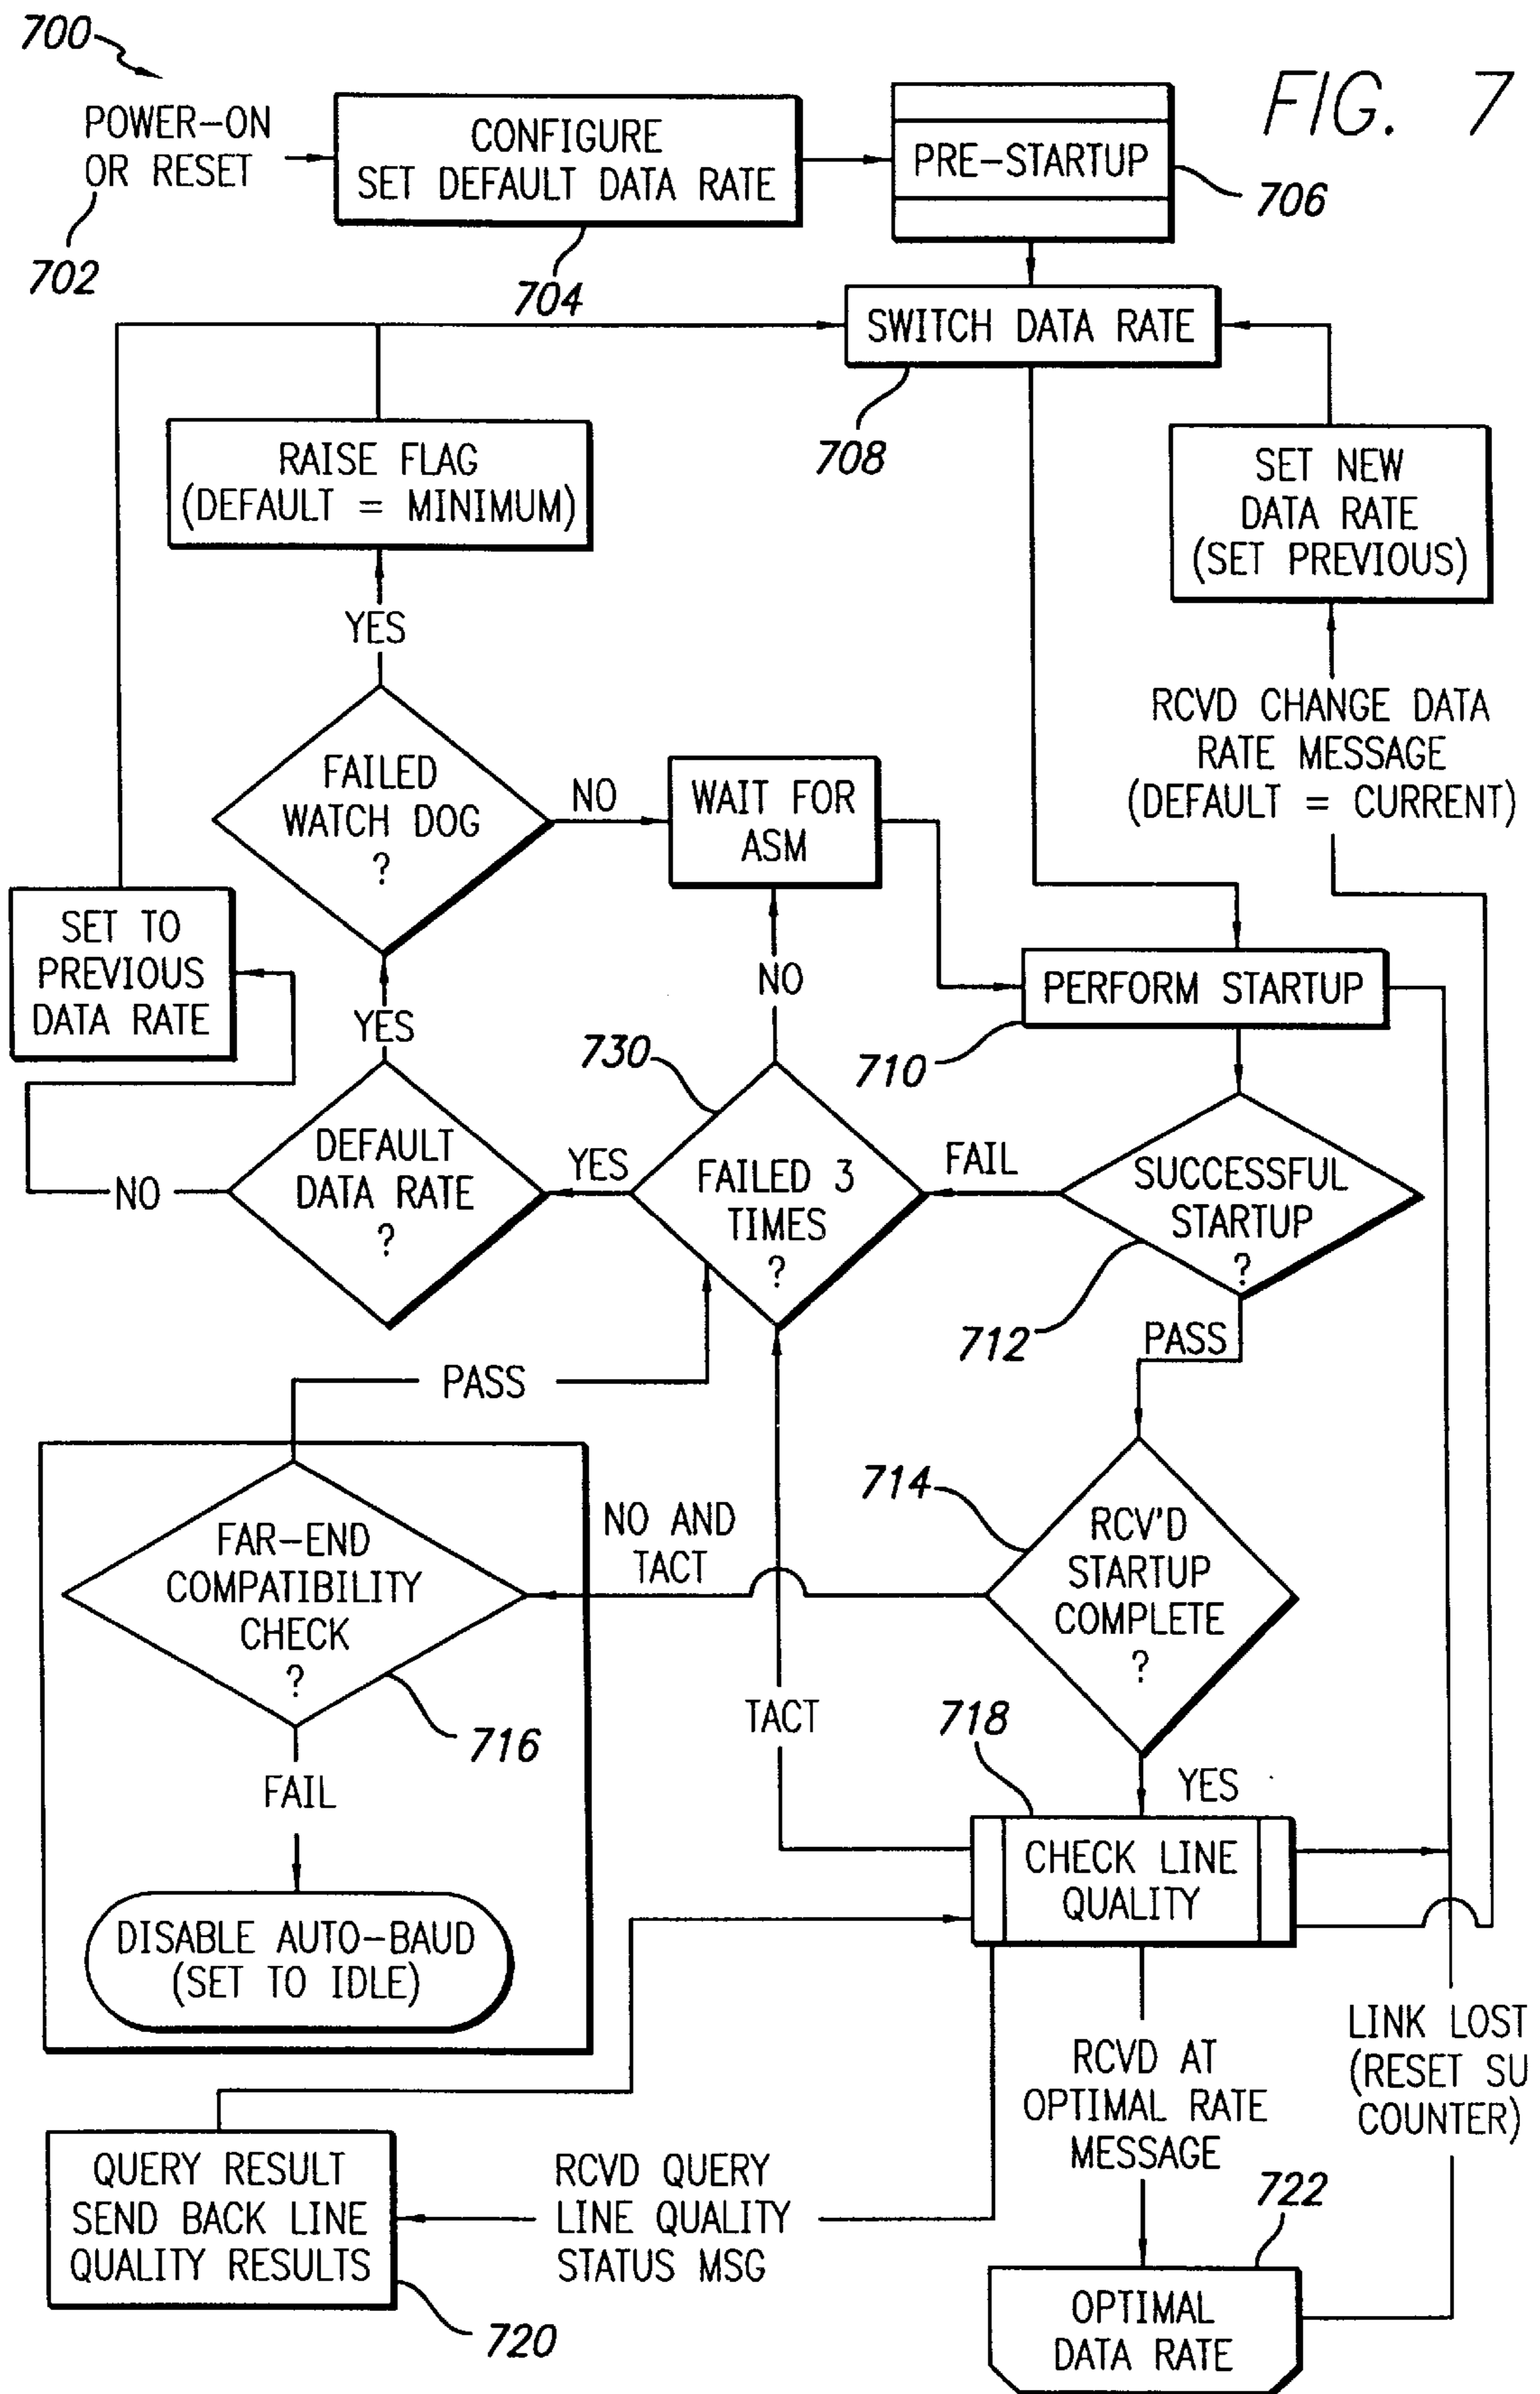 700
FIG. 7
POWER-ON
OR RESET
702
CONFIGURE
SET DEFAULT DATA RATE
704
PRE-STARTUP
706
SWITCH DATA RATE
708
RAISE FLAG
(DEFAULT = MINIMUM)
SET NEW
DATA RATE
(SET PREVIOUS)
YES
RCVD CHANGE DATA
RATE MESSAGE
(DEFAULT = CURRENT)
FAILED
WATCH DOG
?
NO
WAIT FOR
ASM
SET TO
PREVIOUS
DATA RATE
YES
NO
PERFORM STARTUP
710
730
DEFAULT
DATA RATE
?
NO
YES
FAILED 3
TIMES
?
FAIL
SUCCESSFUL
STARTUP
?
712
PASS
PASS
714
RCV'D
STARTUP
COMPLETE
?
NO AND
TACT
FAR-END
COMPATIBILITY
CHECK
?
716
FAIL
TACT
718
YES
CHECK LINE
QUALITY
DISABLE AUTO-BAUD
(SET TO IDLE)
LINK LOST
(RESET SU
COUNTER)
RCVD AT
OPTIMAL RATE
MESSAGE
QUERY RESULT
SEND BACK LINE
QUALITY RESULTS
720
RCVD QUERY
LINE QUALITY
STATUS MSG
722
OPTIMAL
DATA RATE